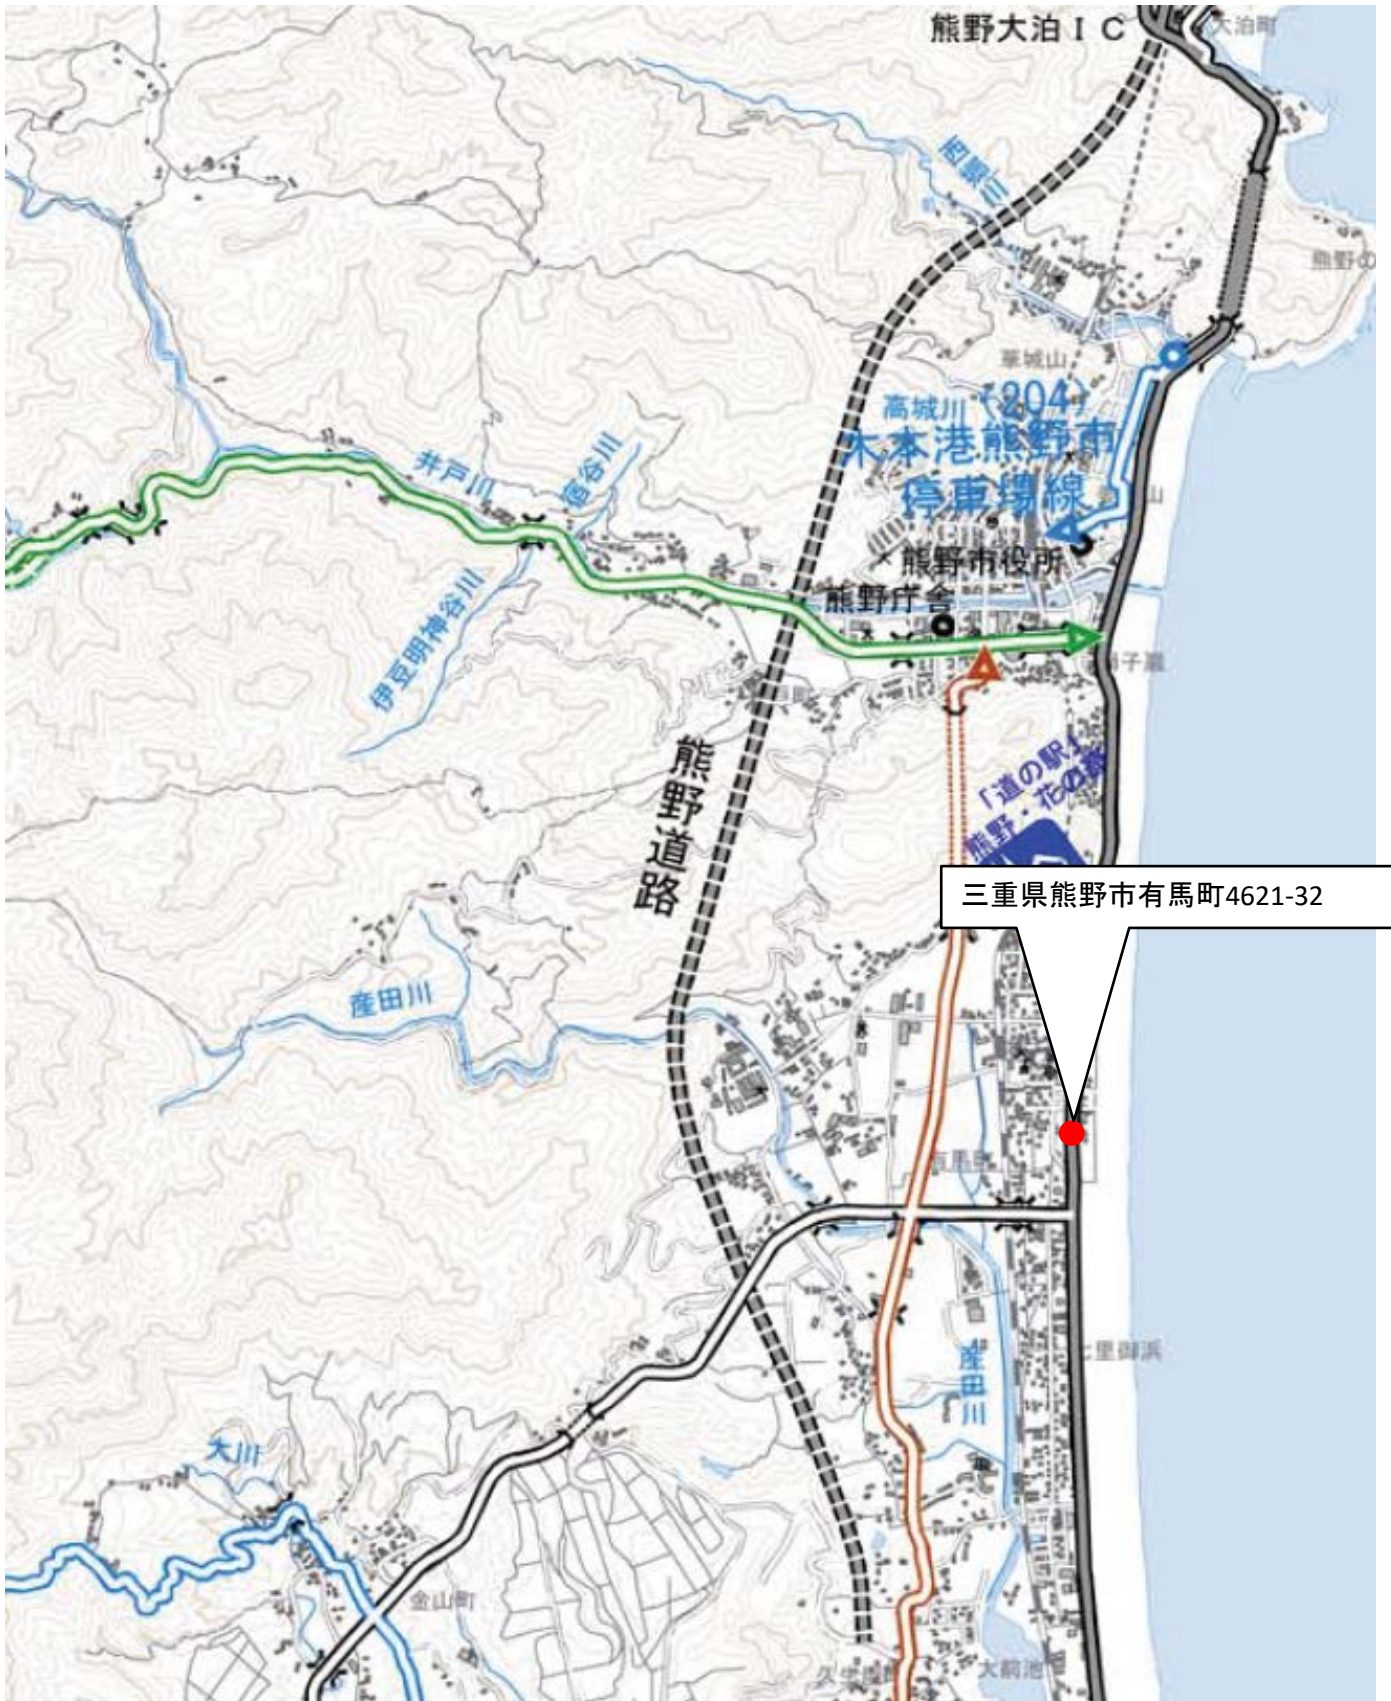 熊野大泊ＩＣ
大泊町
西郷川
熊野の
華城山
高城川 (204)
木本港熊野市
停車場線
井戸川
山
熊野市役所
熊野庁舎
伊豆明神谷川
熊野道路
「道の駅」
熊野・花の窟
三重県熊野市有馬町4621-32
産田川
有馬町
七里御浜
産田川
大川
金山町
大前池